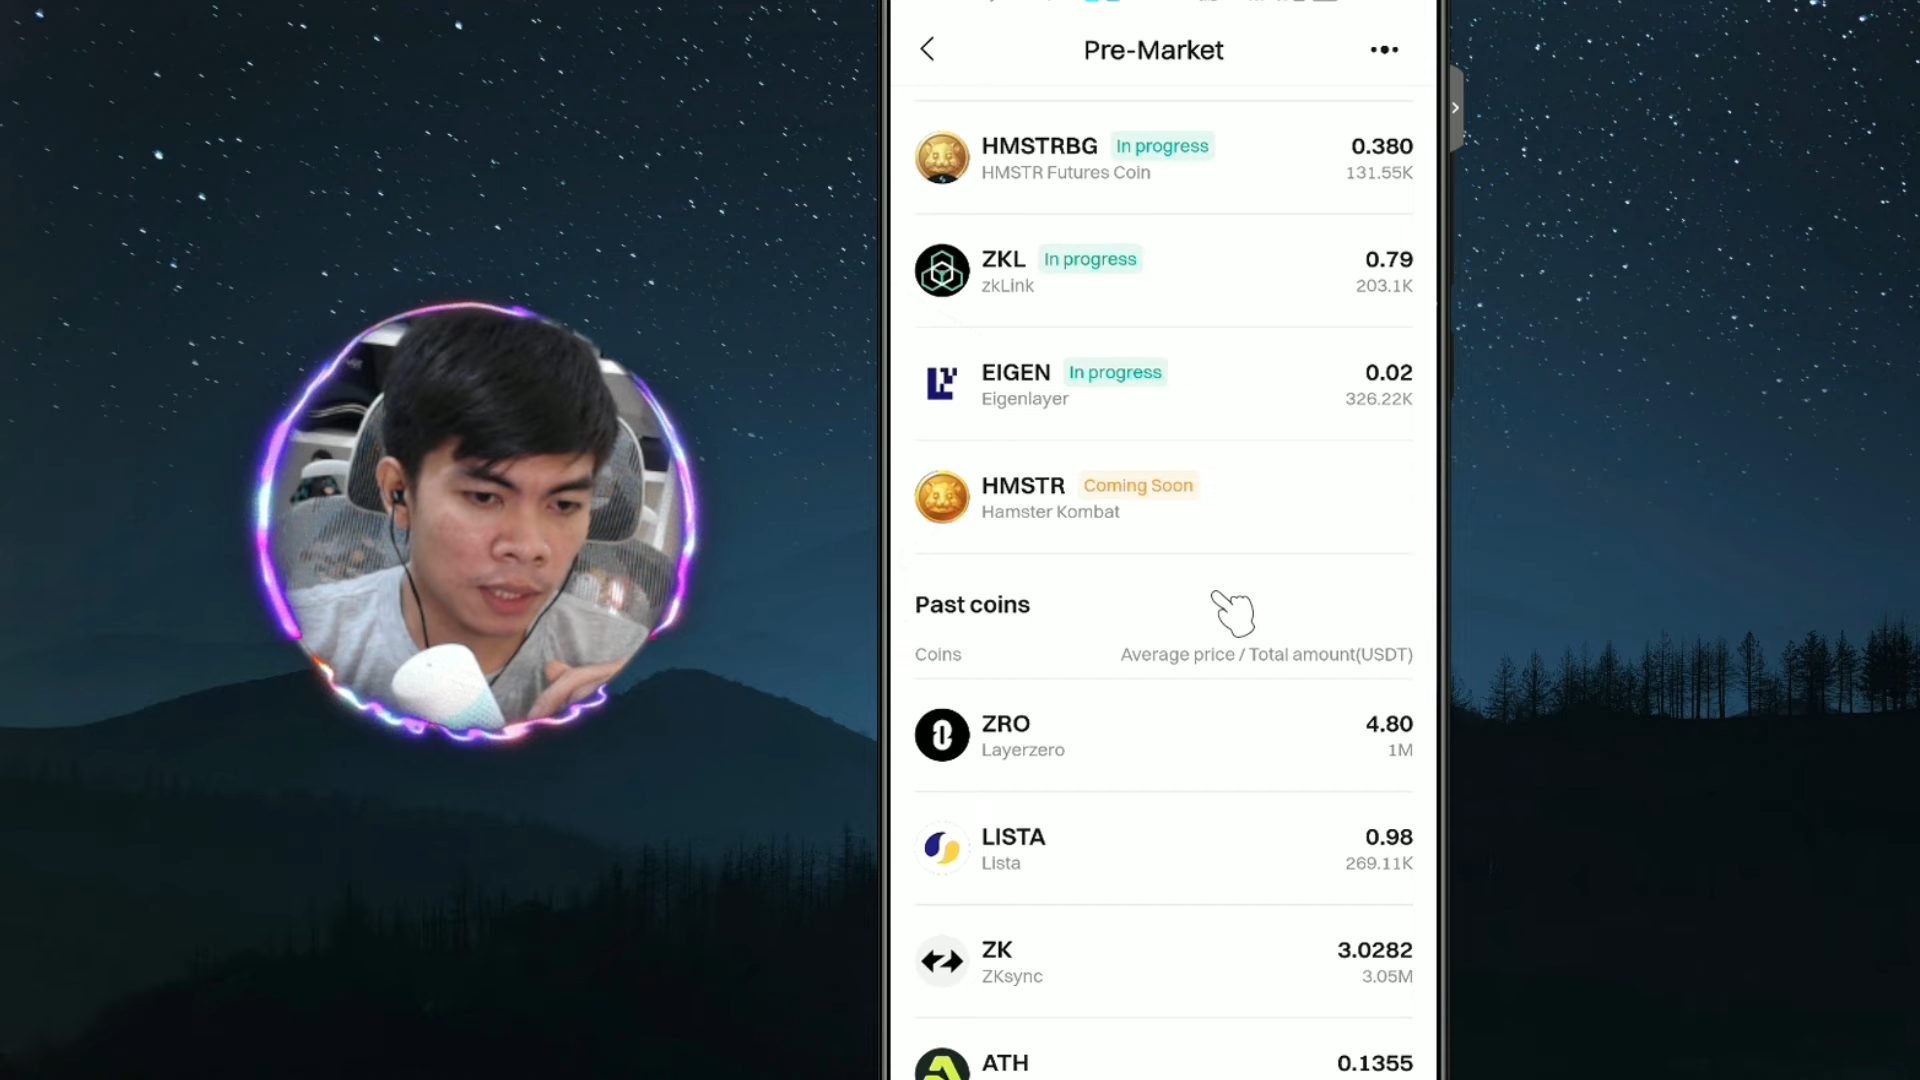 Pre-Market
HMSTRBG In progress 0.380
HMSTR Futures Coin 131.55K
ZKL In progress 0.79
zkLink 203.1K
EIGEN In progress 0.02
Eigenlayer 326.22K
HMSTR Coming Soon
Hamster Kombat
Past coins
Coins Average price / Total amount(USDT)
ZRO 4.80
Layerzero 1M
LISTA 0.98
Lista 269.11K
ZK 3.0282
ZKsync 3.05M
ATH 0.1355